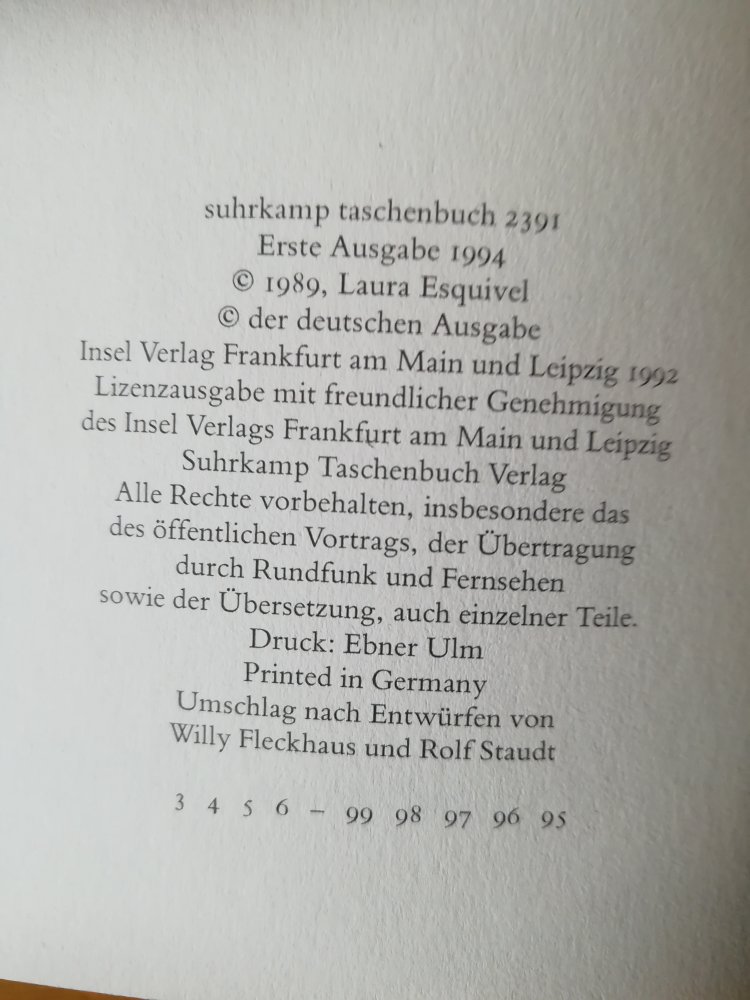 suhrkamp taschenbuch 2391
Erste Ausgabe 1994
© 1989, Laura Esquivel
© der deutschen Ausgabe
Insel Verlag Frankfurt am Main und Leipzig 1992
Lizenzausgabe mit freundlicher Genehmigung
des Insel Verlags Frankfurt am Main und Leipzig
Suhrkamp Taschenbuch Verlag
Alle Rechte vorbehalten, insbesondere das
des öffentlichen Vortrags, der Übertragung
durch Rundfunk und Fernsehen
sowie der Übersetzung, auch einzelner Teile.
Druck: Ebner Ulm
Printed in Germany
Umschlag nach Entwürfen von
Willy Fleckhaus und Rolf Staudt
3 4 5 6 – 99 98 97 96 95